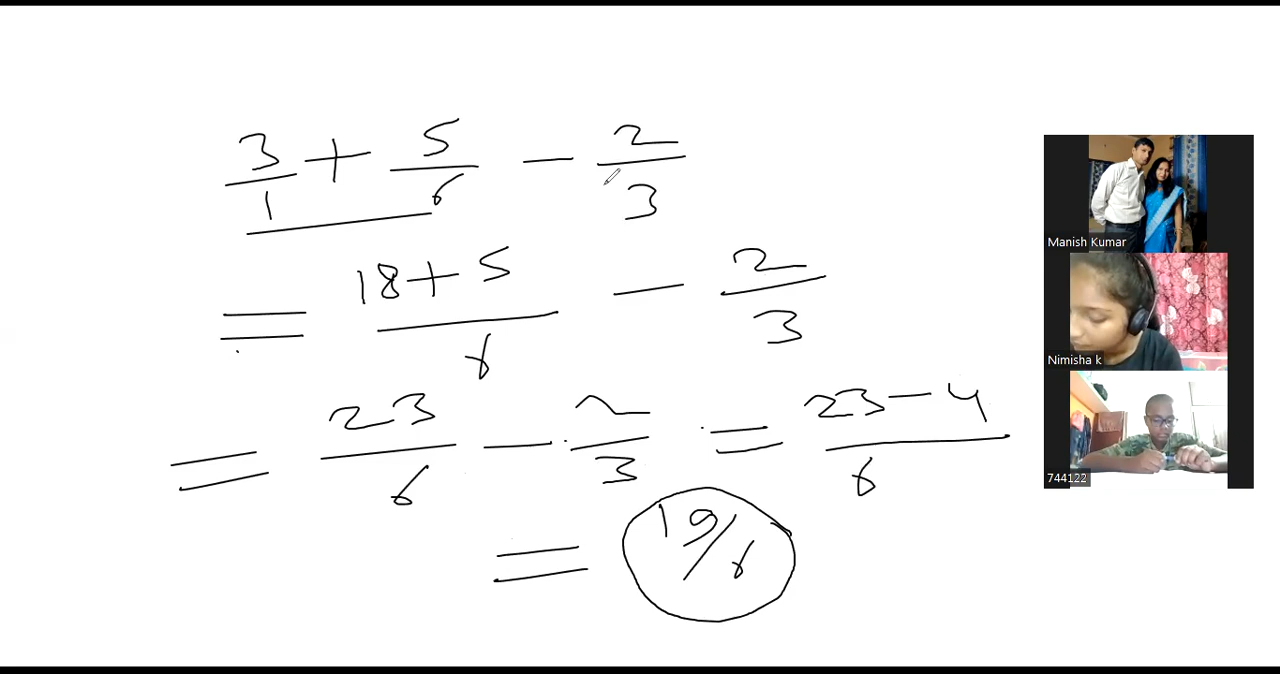 3/1 + 5/6 - 2/3
= 18+5/6 - 2/3
= 23/6 - 2/3 = 23-4/6
= 19/6
Manish Kumar
Nimisha k
744122